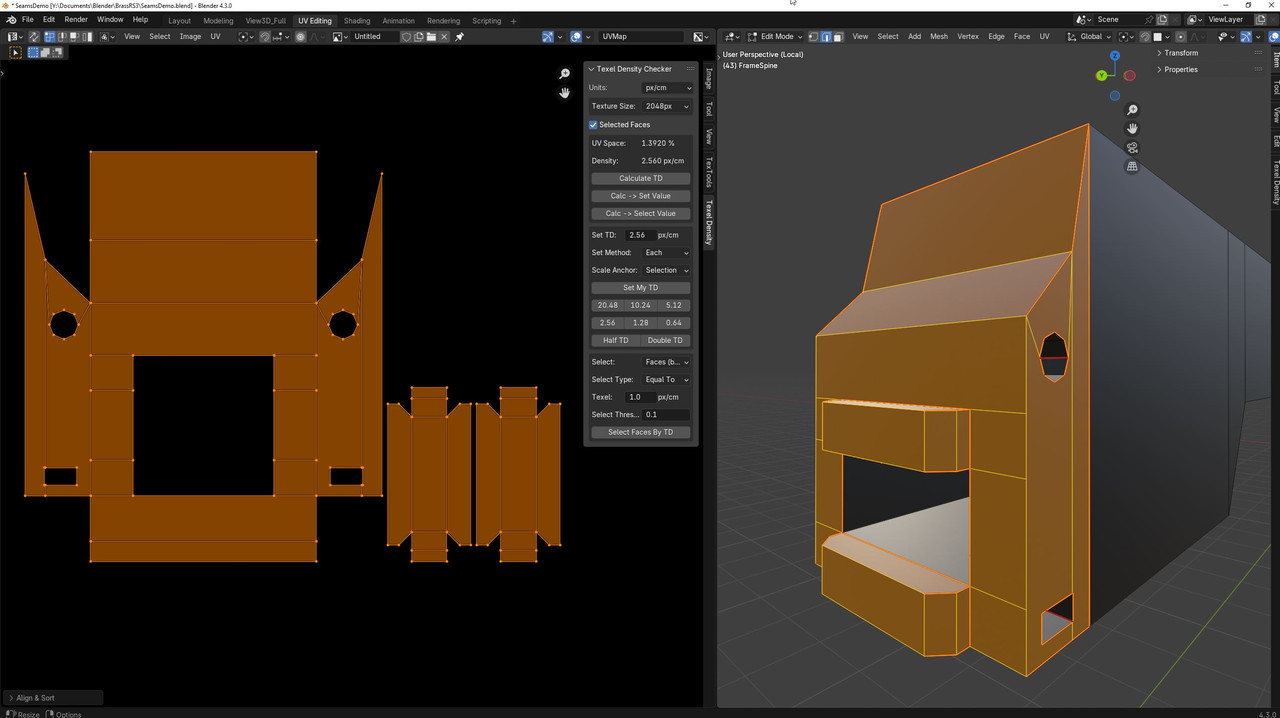 * SeamsDemo [Y:\Documents\Blender\BrassRS3\SeamsDemo.blend] - Blender 4.3.0
File Edit Render Window Help Layout View3D_Full UV Editing Shading Animation Rendering Scripting + Scene ViewLayer
View Select Image UV Untitled UVMap Edit Mode View Select Add Mesh Vertex Edge Face UV Global
User Perspective (Local)
(43) FrameSpine
Transform
Properties
Y
Z
Item
Tool
View
Edit
Texel Density
Texel Density Checker
Units: px/cm
Texture Size: 2048px
Selected Faces
UV Space: 1.3920 %
Density: 2.560 px/cm
Calculate TD
Calc -> Set Value
Calc -> Select Value
Set TD: 2.56 px/cm
Set Method: Each
Scale Anchor: Selection
Set My TD
20.48 10.24 5.12
2.56 1.28 0.64
Half TD Double TD
Select: Faces (b...
Select Type: Equal To
Texel: 1.0 px/cm
Select Thres... 0.1
Select Faces By TD
Image
Tool
View
TexTools
Texel Density
Align & Sort
Resize Options
4.3.0